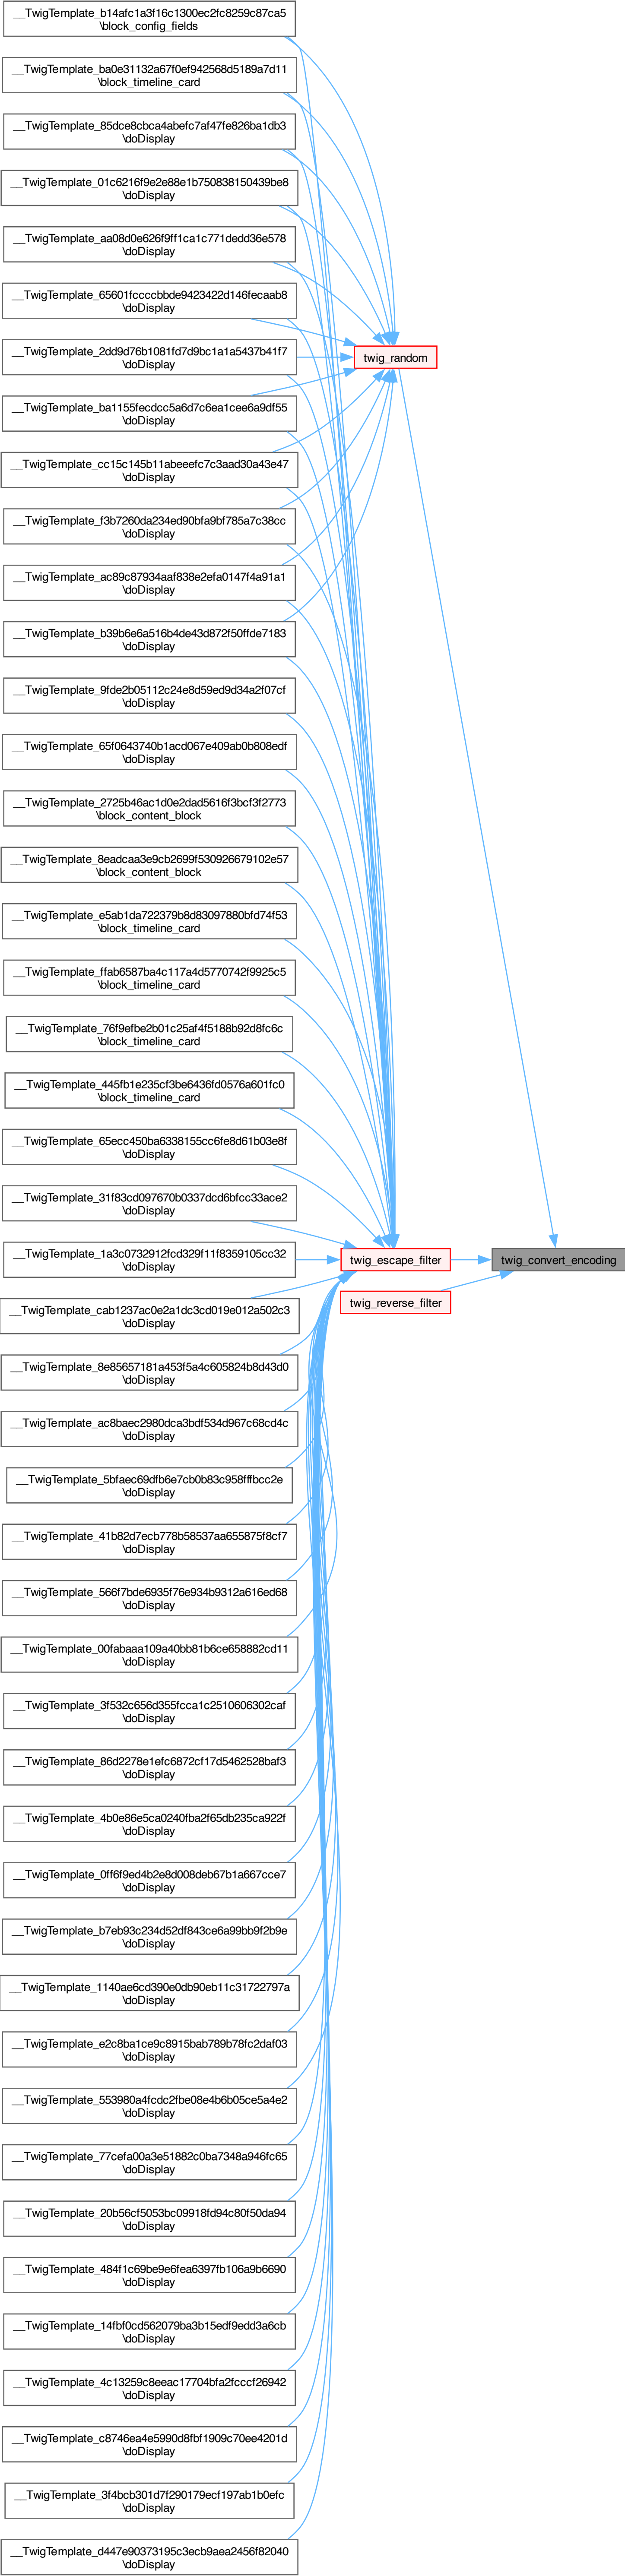 __TwigTemplate_b14afc1a3f16c1300ec2fc8259c87ca5
\block_config_fields
__TwigTemplate_ba0e31132a67f0ef942568d5189a7d11
\block_timeline_card
__TwigTemplate_85dce8cbca4abefc7af47fe826ba1db3
\doDisplay
__TwigTemplate_01c6216f9e2e88e1b750838150439be8
\doDisplay
__TwigTemplate_aa08d0e626f9ff1ca1c771dedd36e578
\doDisplay
__TwigTemplate_65601fccccbbde9423422d146fecaab8
\doDisplay
__TwigTemplate_2dd9d76b1081fd7d9bc1a1a5437b41f7
\doDisplay
twig_random
__TwigTemplate_ba1155fecdcc5a6d7c6ea1cee6a9df55
\doDisplay
__TwigTemplate_cc15c145b11abeeefc7c3aad30a43e47
\doDisplay
__TwigTemplate_f3b7260da234ed90bfa9bf785a7c38cc
\doDisplay
__TwigTemplate_ac89c87934aaf838e2efa0147f4a91a1
\doDisplay
__TwigTemplate_b39b6e6a516b4de43d872f50ffde7183
\doDisplay
__TwigTemplate_9fde2b05112c24e8d59ed9d34a2f07cf
\doDisplay
__TwigTemplate_65f0643740b1acd067e409ab0b808edf
\doDisplay
__TwigTemplate_2725b46ac1d0e2dad5616f3bcf3f2773
\block_content_block
__TwigTemplate_8eadcaa3e9cb2699f530926679102e57
\block_content_block
__TwigTemplate_e5ab1da722379b8d83097880bfd74f53
\block_timeline_card
__TwigTemplate_ffab6587ba4c117a4d5770742f9925c5
\block_timeline_card
__TwigTemplate_76f9efbe2b01c25af4f5188b92d8fc6c
\block_timeline_card
__TwigTemplate_445fb1e235cf3be6436fd0576a601fc0
\block_timeline_card
__TwigTemplate_65ecc450ba6338155cc6fe8d61b03e8f
\doDisplay
__TwigTemplate_31f83cd097670b0337dcd6bfcc33ace2
\doDisplay
__TwigTemplate_1a3c0732912fcd329f11f8359105cc32
\doDisplay
twig_escape_filter
twig_convert_encoding
twig_reverse_filter
__TwigTemplate_cab1237ac0e2a1dc3cd019e012a502c3
\doDisplay
__TwigTemplate_8e85657181a453f5a4c605824b8d43d0
\doDisplay
__TwigTemplate_ac8baec2980dca3bdf534d967c68cd4c
\doDisplay
__TwigTemplate_5bfaec69dfb6e7cb0b83c958fffbcc2e
\doDisplay
__TwigTemplate_41b82d7ecb778b58537aa655875f8cf7
\doDisplay
__TwigTemplate_566f7bde6935f76e934b9312a616ed68
\doDisplay
__TwigTemplate_00fabaaa109a40bb81b6ce658882cd11
\doDisplay
__TwigTemplate_3f532c656d355fcca1c2510606302caf
\doDisplay
__TwigTemplate_86d2278e1efc6872cf17d5462528baf3
\doDisplay
__TwigTemplate_4b0e86e5ca0240fba2f65db235ca922f
\doDisplay
__TwigTemplate_0ff6f9ed4b2e8d008deb67b1a667cce7
\doDisplay
__TwigTemplate_b7eb93c234d52df843ce6a99bb9f2b9e
\doDisplay
__TwigTemplate_1140ae6cd390e0db90eb11c31722797a
\doDisplay
__TwigTemplate_e2c8ba1ce9c8915bab789b78fc2daf03
\doDisplay
__TwigTemplate_553980a4fcdc2fbe08e4b6b05ce5a4e2
\doDisplay
__TwigTemplate_77cefa00a3e51882c0ba7348a946fc65
\doDisplay
__TwigTemplate_20b56cf5053bc09918fd94c80f50da94
\doDisplay
__TwigTemplate_484f1c69be9e6fea6397fb106a9b6690
\doDisplay
__TwigTemplate_14fbf0cd562079ba3b15edf9edd3a6cb
\doDisplay
__TwigTemplate_4c13259c8eeac17704bfa2fcccf26942
\doDisplay
__TwigTemplate_c8746ea4e5990d8fbf1909c70ee4201d
\doDisplay
__TwigTemplate_3f4bcb301d7f290179ecf197ab1b0efc
\doDisplay
__TwigTemplate_d447e90373195c3ecb9aea2456f82040
\doDisplay